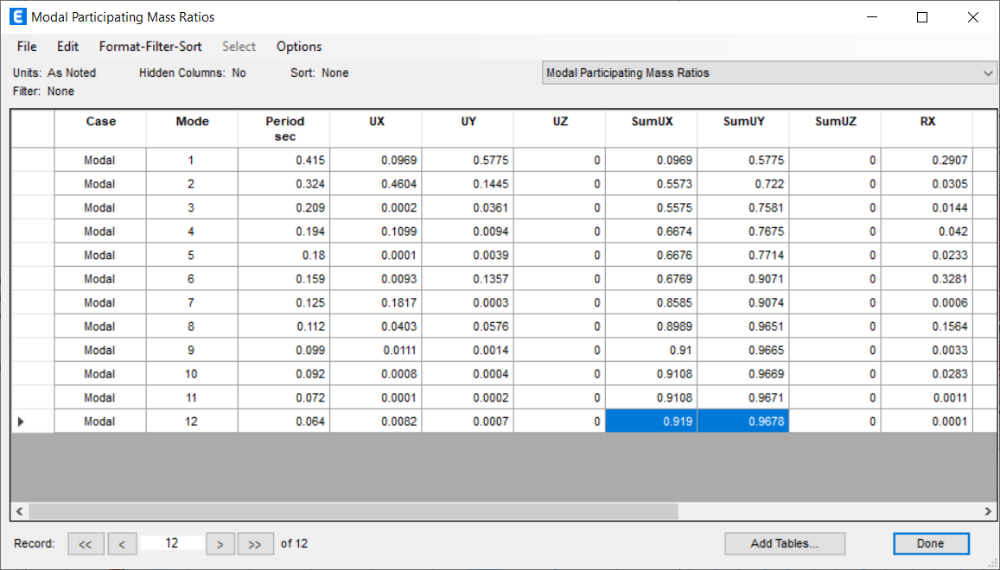 E Modal Participating Mass Ratios
File Edit Format-Filter-Sort Select Options
Units: As Noted Hidden Columns: No Sort: None Modal Participating Mass Ratios
Filter: None
Case Mode Period UX UY UZ SumUX SumUY SumUZ RX
sec
Modal 1 0.415 0.0969 0.5775 0 0.0969 0.5775 0 0.2907
Modal 2 0.324 0.4604 0.1445 0 0.5573 0.722 0 0.0305
Modal 3 0.209 0.0002 0.0361 0 0.5575 0.7581 0 0.0144
Modal 4 0.194 0.1099 0.0094 0 0.6674 0.7675 0 0.042
Modal 5 0.18 0.0001 0.0039 0 0.6676 0.7714 0 0.0233
Modal 6 0.159 0.0093 0.1357 0 0.6769 0.9071 0 0.3281
Modal 7 0.125 0.1817 0.0003 0 0.8585 0.9074 0 0.0006
Modal 8 0.112 0.0403 0.0576 0 0.8989 0.9651 0 0.1564
Modal 9 0.099 0.0111 0.0014 0 0.91 0.9665 0 0.0033
Modal 10 0.092 0.0008 0.0004 0 0.9108 0.9669 0 0.0283
Modal 11 0.072 0.0001 0.0002 0 0.9108 0.9671 0 0.0011
Modal 12 0.064 0.0082 0.0007 0 0.919 0.9678 0 0.0001
Record: << < 12 > >> of 12 Add Tables... Done